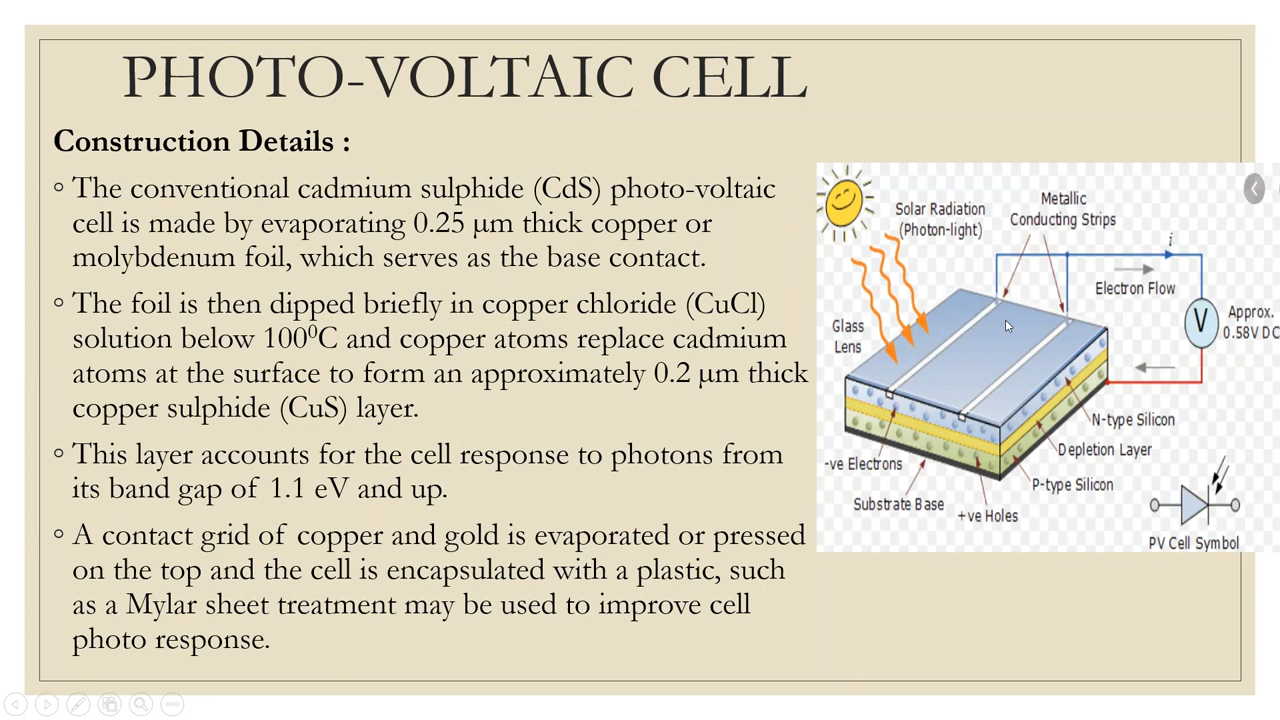 PHOTO-VOLTAIC CELL
Construction Details :
◦ The conventional cadmium sulphide (CdS) photo-voltaic
cell is made by evaporating 0.25 µm thick copper or
molybdenum foil, which serves as the base contact.
◦ The foil is then dipped briefly in copper chloride (CuCl)
solution below 100⁰C and copper atoms replace cadmium
atoms at the surface to form an approximately 0.2 µm thick
copper sulphide (CuS) layer.
◦ This layer accounts for the cell response to photons from
its band gap of 1.1 eV and up.
◦ A contact grid of copper and gold is evaporated or pressed
on the top and the cell is encapsulated with a plastic, such
as a Mylar sheet treatment may be used to improve cell
photo response.
Solar Radiation
(Photon-light)
Metallic
Conducting Strips
i
Electron Flow
Glass
Lens
V
Approx.
0.58V DC
N-type Silicon
Depletion Layer
-ve Electrons
P-type Silicon
Substrate Base
+ve Holes
PV Cell Symbol